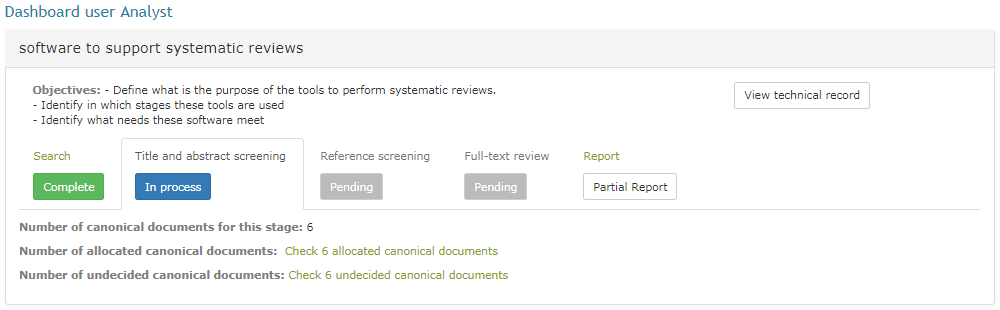 Dashboard user Analyst
software to support systematic reviews
Objectives: - Define what is the purpose of the tools to perform systematic reviews.
- Identify in which stages these tools are used
- Identify what needs these software meet
View technical record
Search
Title and abstract screening
Reference screening
Full-text review
Report
Complete
In process
Pending
Pending
Partial Report
Number of canonical documents for this stage: 6
Number of allocated canonical documents: Check 6 allocated canonical documents
Number of undecided canonical documents: Check 6 undecided canonical documents